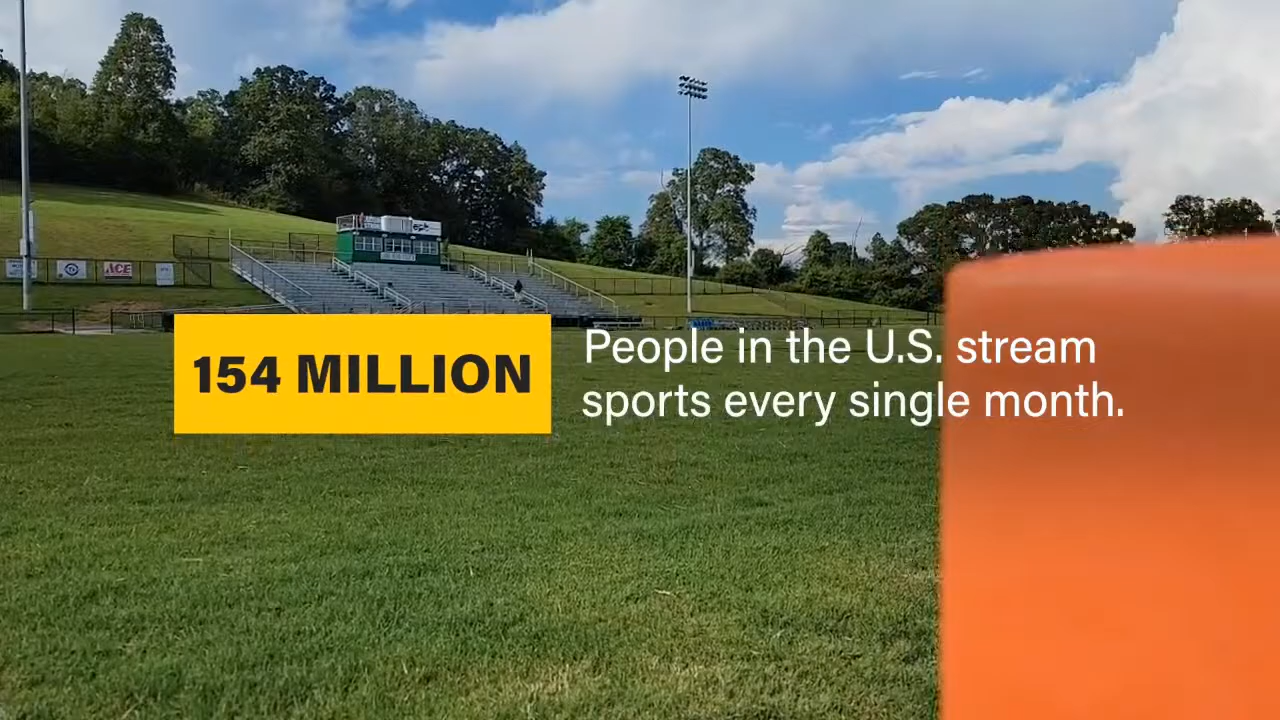 ACE
154 MILLION
People in the U.S. stream
sports every single month.